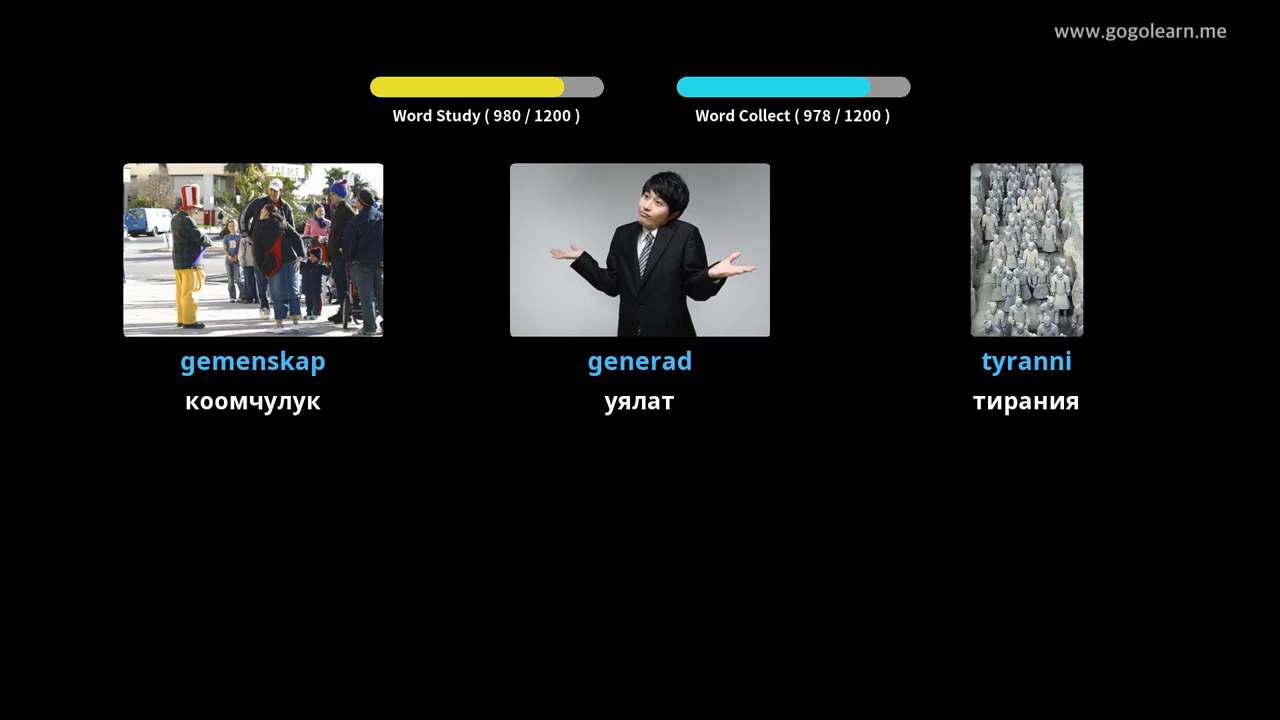 www.gogolearn.me
Word Study ( 980 / 1200 )
Word Collect ( 978 / 1200 )
gemenskap
generad
tyranni
коомчулук
уялат
тирания